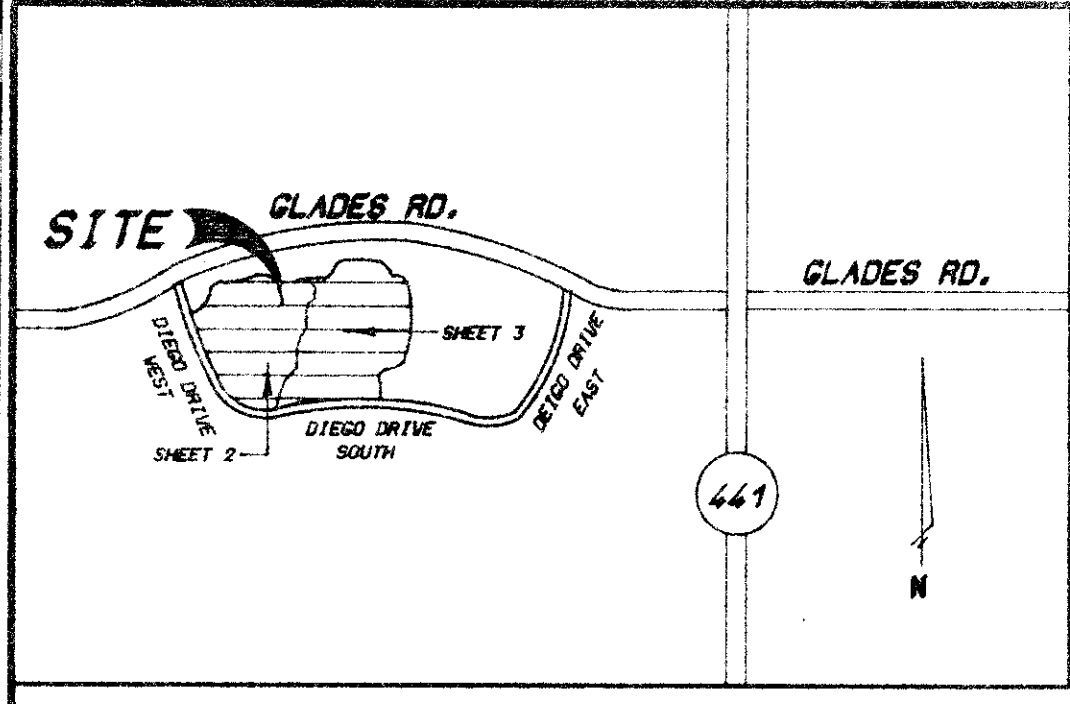 GLADES RD.
SITE
GLADES RD.
SHEET 3
DIEGO DRIVE
WEST
DEIGO DRIVE
EAST
DIEGO DRIVE
SOUTH
SHEET 2
441
N